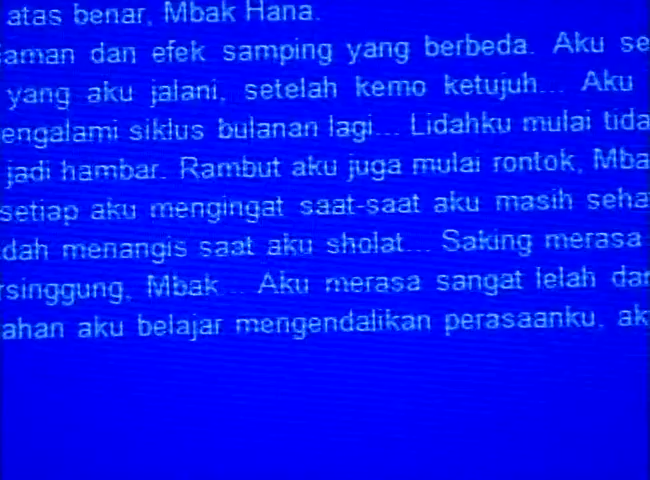 atas benar, Mbak Hana.
aman dan efek samping yang berbeda. Aku se
yang aku jalani, setelah kemo ketujuh... Aku
engalami siklus bulanan lagi... Lidahku mulai tida
jadi hambar. Rambut aku juga mulai rontok, Mba
setiap aku mengingat saat-saat aku masih seha
dah menangis saat aku sholat... Saking merasa
rsinggung, Mbak... Aku merasa sangat lelah dan
ahan aku belajar mengendalikan perasaanku, ak